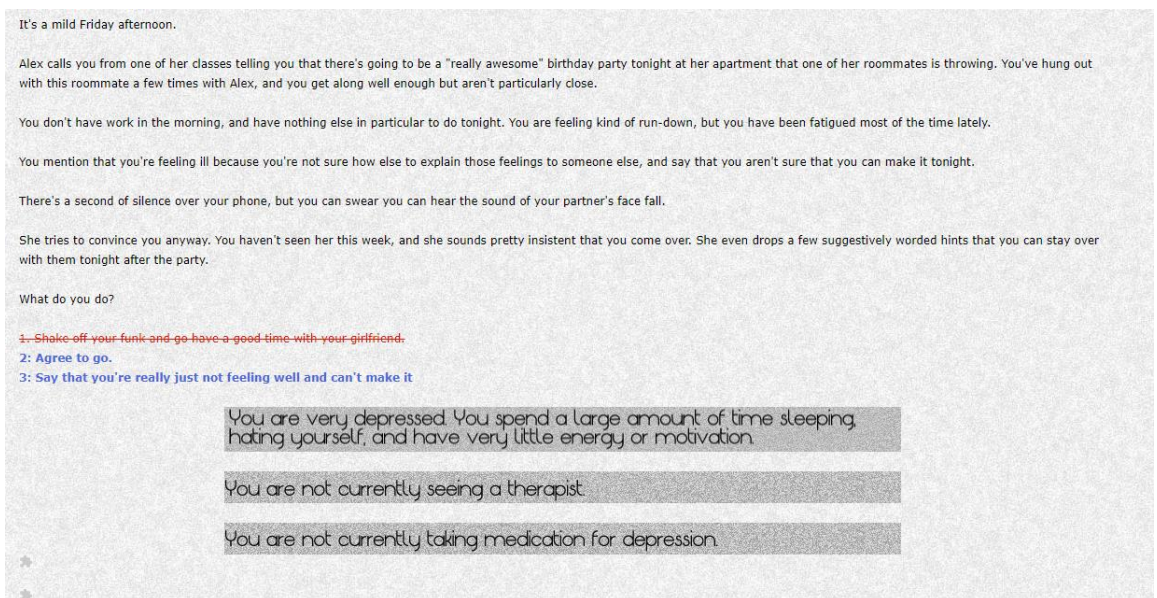 It's a mild Friday afternoon.
Alex calls you from one of her classes telling you that there's going to be a "really awesome" birthday party tonight at her apartment that one of her roommates is throwing. You've hung out
with this roommate a few times with Alex, and you get along well enough but aren't particularly close.
You don't have work in the morning, and have nothing else in particular to do tonight. You are feeling kind of run-down, but you have been fatigued most of the time lately.
You mention that you're feeling ill because you're not sure how else to explain those feelings to someone else, and say that you aren't sure that you can make it tonight.
There's a second of silence over your phone, but you can swear you can hear the sound of your partner's face fall.
She tries to convince you anyway. You haven't seen her this week, and she sounds pretty insistent that you come over. She even drops a few suggestively worded hints that you can stay over
with them tonight after the party.
What do you do?
1. Shake off your funk and go have a good time with your girlfriend.
2: Agree to go.
3: Say that you're really just not feeling well and can't make it
You are very depressed. You spend a large amount of time sleeping,
hating yourself, and have very little energy or motivation.
You are not currently seeing a therapist.
You are not currently taking medication for depression.